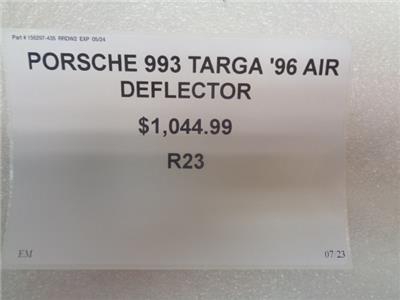 Part # 156297-435 RRDW2 EXP 05/24
PORSCHE 993 TARGA '96 AIR
DEFLECTOR
$1,044.99
R23
EM 07/23